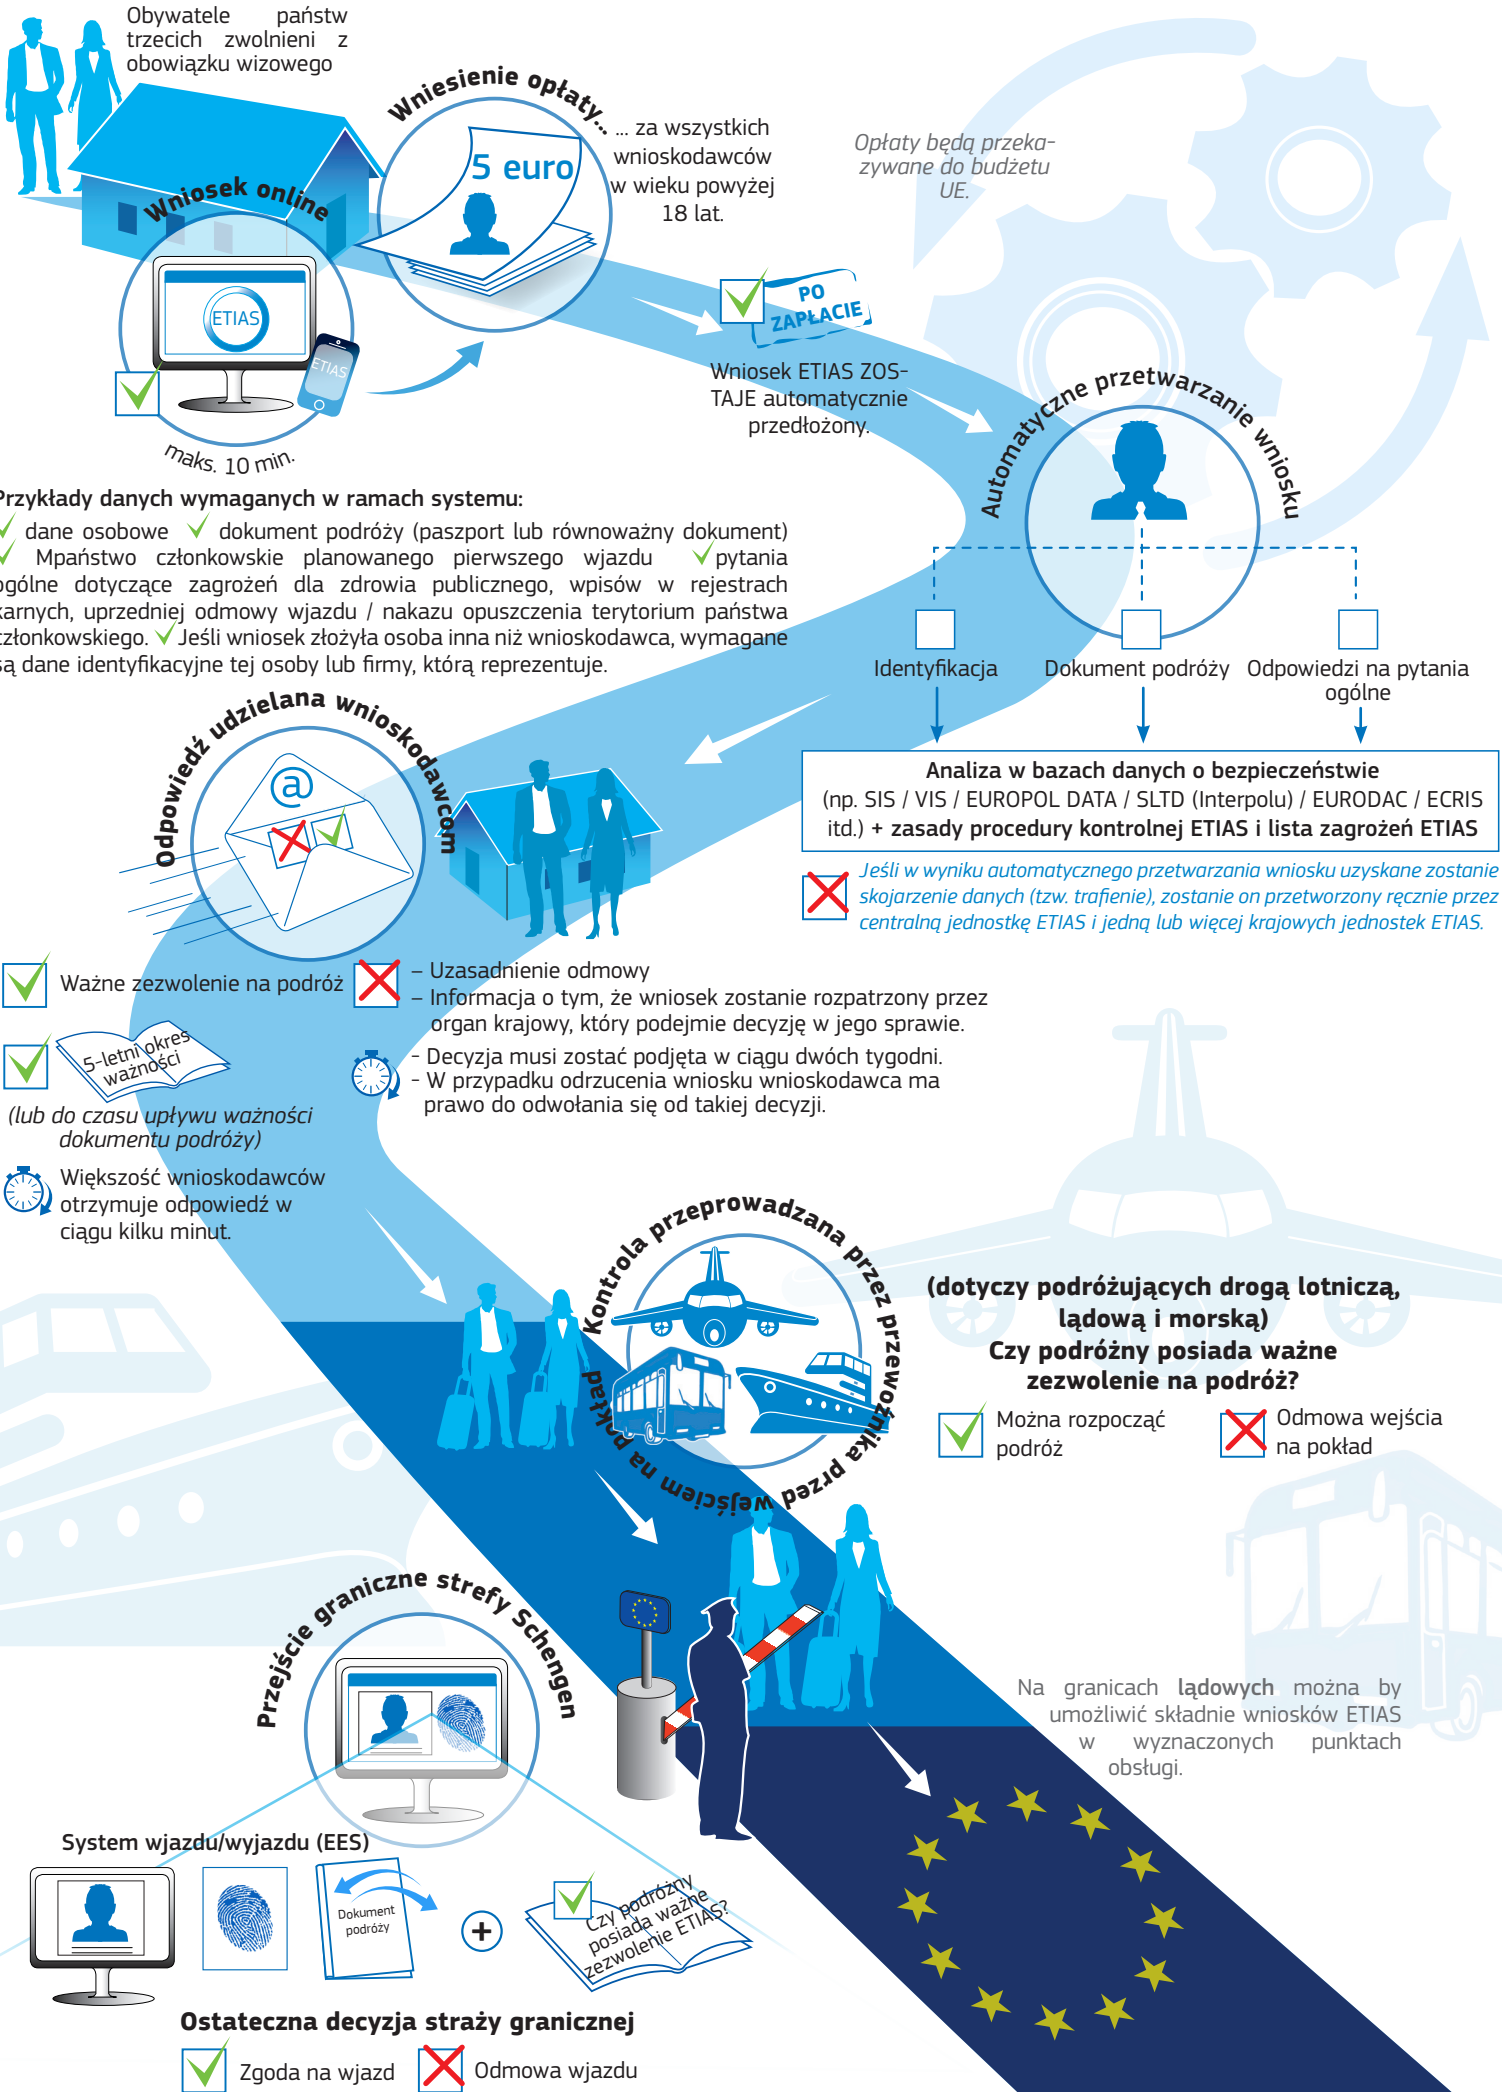 Obywatele państw
trzecich zwolnieni z
obowiązku wizowego
Wniesienie opłaty...
5 euro
... za wszystkich
wnioskodawców
w wieku powyżej
18 lat.
Opłaty będą przeka-
zywane do budżetu
UE.
Wniosek online
ETIAS
ETIAS
maks. 10 min.
PO
ZAPŁACIE
Wniosek ETIAS ZOS-
TAJE automatycznie
przedłożony.
Automatyczne przetwarzanie wniosku
Przykłady danych wymaganych w ramach systemu:
dane osobowe dokument podróży (paszport lub równoważny dokument)
Mpaństwo członkowskie planowanego pierwszego wjazdu pytania
ogólne dotyczące zagrożeń dla zdrowia publicznego, wpisów w rejestrach
karnych, uprzedniej odmowy wjazdu / nakazu opuszczenia terytorium państwa
członkowskiego. Jeśli wniosek złożyła osoba inna niż wnioskodawca, wymagane
są dane identyfikacyjne tej osoby lub firmy, którą reprezentuje.
Identyfikacja
Dokument podróży
Odpowiedzi na pytania
ogólne
Analiza w bazach danych o bezpieczeństwie
(np. SIS / VIS / EUROPOL DATA / SLTD (Interpolu) / EURODAC / ECRIS
itd.) + zasady procedury kontrolnej ETIAS i lista zagrożeń ETIAS
Jeśli w wyniku automatycznego przetwarzania wniosku uzyskane zostanie
skojarzenie danych (tzw. trafienie), zostanie on przetworzony ręcznie przez
centralną jednostkę ETIAS i jedną lub więcej krajowych jednostek ETIAS.
Odpowiedź udzielana wnioskodawcom
@
Ważne zezwolenie na podróż
5-letni okres
ważności
(lub do czasu upływu ważności
dokumentu podróży)
Większość wnioskodawców
otrzymuje odpowiedź w
ciągu kilku minut.
– Uzasadnienie odmowy
– Informacja o tym, że wniosek zostanie rozpatrzony przez
organ krajowy, który podejmie decyzję w jego sprawie.
- Decyzja musi zostać podjęta w ciągu dwóch tygodni.
- W przypadku odrzucenia wniosku wnioskodawca ma
prawo do odwołania się od takiej decyzji.
Kontrola przeprowadzana przez przewoźnika przed wejściem na pokład
(dotyczy podróżujących drogą lotniczą,
lądową i morską)
Czy podróżny posiada ważne
zezwolenie na podróż?
Można rozpocząć
podróż
Odmowa wejścia
na pokład
Przejście graniczne strefy Schengen
Na granicach lądowych można by
umożliwić składnie wniosków ETIAS
w wyznaczonych punktach
obsługi.
System wjazdu/wyjazdu (EES)
Dokument
podróży
+
Czy podróżny
posiada ważne
zezwolenie ETIAS?
Ostateczna decyzja straży granicznej
Zgoda na wjazd
Odmowa wjazdu